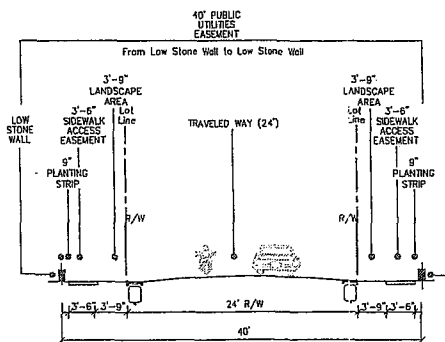 40' PUBLIC
UTILITIES
EASEMENT
From Low Stone Wall to Low Stone Wall
3'-9"
LANDSCAPE
AREA
Lot
Line
3'-6"
SIDEWALK
ACCESS
EASEMENT
LOW
STONE
WALL
9"
PLANTING
STRIP
R/W
TRAVELED WAY (24")
3'-9"
LANDSCAPE
AREA
Lot
Line
3'-6"
SIDEWALK
ACCESS
EASEMENT
9"
PLANTING
STRIP
R/W
3'-6" 3'-9" 24' R/W 3'-9" 3'-6"
40'